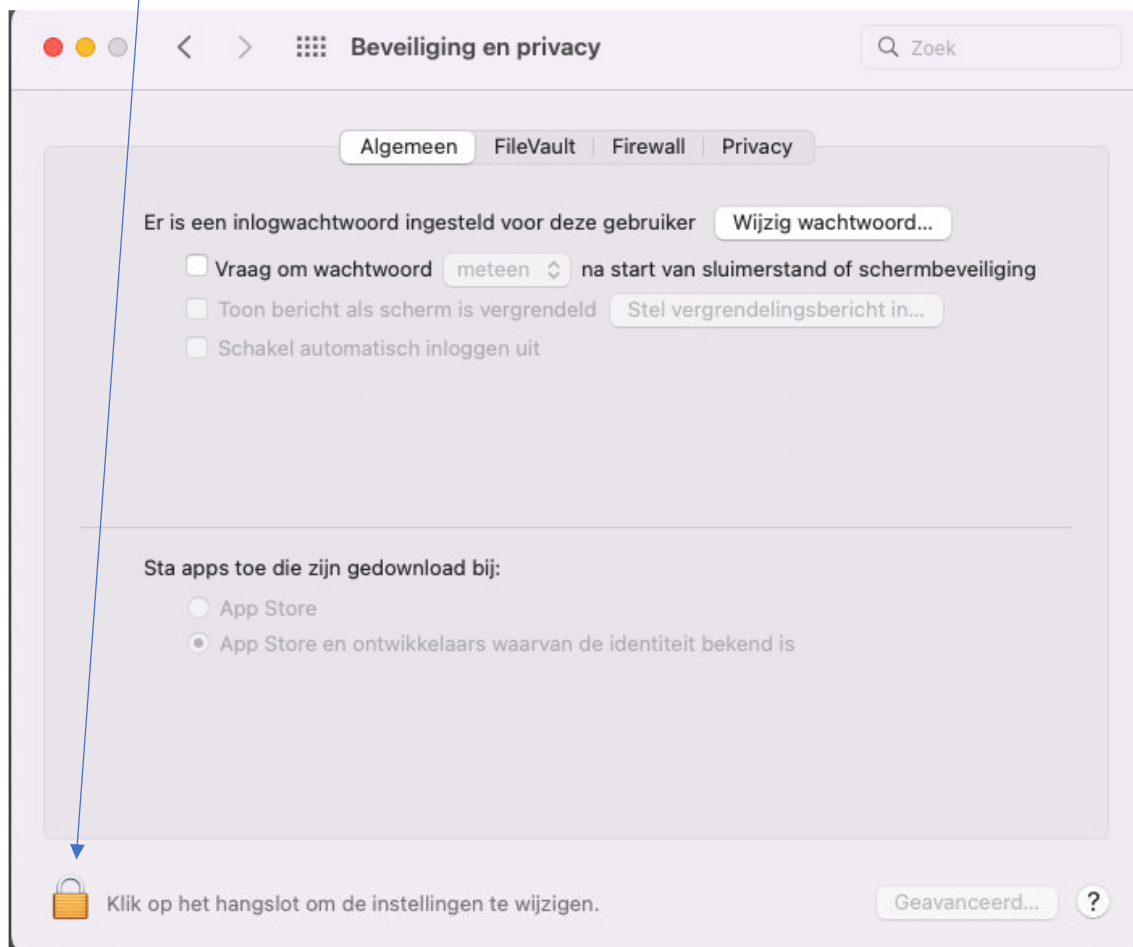 Beveiliging en privacy
Zoek
Algemeen FileVault Firewall Privacy
Er is een inlogwachtwoord ingesteld voor deze gebruiker Wijzig wachtwoord...
Vraag om wachtwoord meteen na start van sluimerstand of schermbeveiliging
Toon bericht als scherm is vergrendeld Stel vergrendelingsbericht in...
Schakel automatisch inloggen uit
Sta apps toe die zijn gedownload bij:
App Store
App Store en ontwikkelaars waarvan de identiteit bekend is
Klik op het hangslot om de instellingen te wijzigen. Geavanceerd... ?